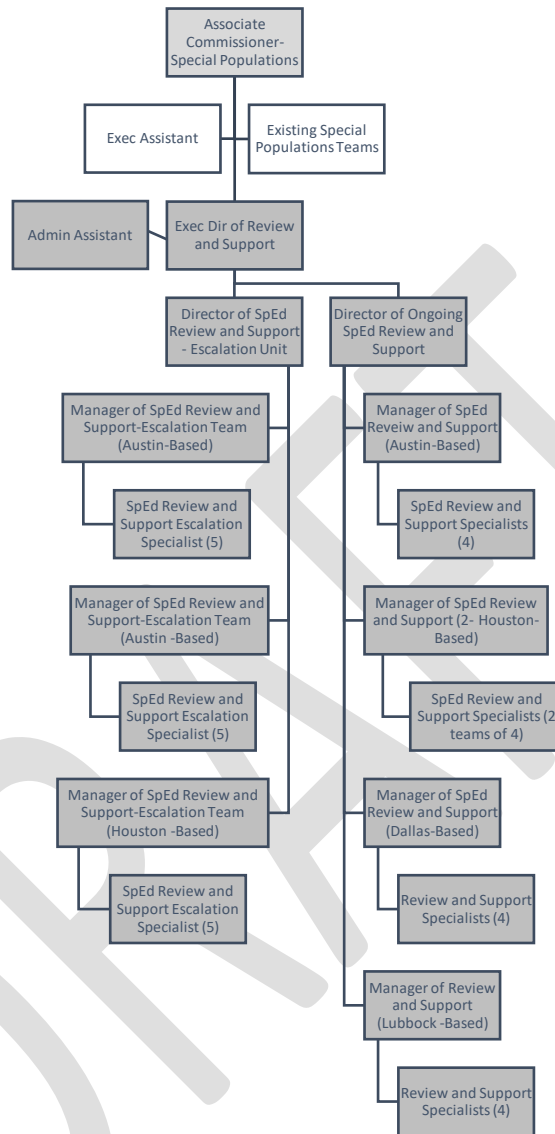 Associate
Commissioner-
Special Populations
Exec Assistant
Existing Special
Populations Teams
Admin Assistant
Exec Dir of Review
and Support
Director of SpEd
Review and Support
- Escalation Unit
Director of Ongoing
SpEd Review and
Support
Manager of SpEd Review and
Support-Escalation Team
(Austin-Based)
SpEd Review and
Support Escalation
Specialist (5)
Manager of SpEd Review and
Support-Escalation Team
(Austin -Based)
SpEd Review and
Support Escalation
Specialist (5)
Manager of SpEd Review and
Support-Escalation Team
(Houston -Based)
SpEd Review and
Support Escalation
Specialist (5)
Manager of SpEd
Reveiw and Support
(Austin-Based)
SpEd Review and
Support Specialists
(4)
Manager of SpEd Review
and Support (2- Houston-
Based)
SpEd Review and
Support Specialists (2
teams of 4)
Manager of SpEd
Review and Support
(Dallas-Based)
Review and Support
Specialists (4)
Manager of Review
and Support
(Lubbock -Based)
Review and Support
Specialists (4)
DRAFT